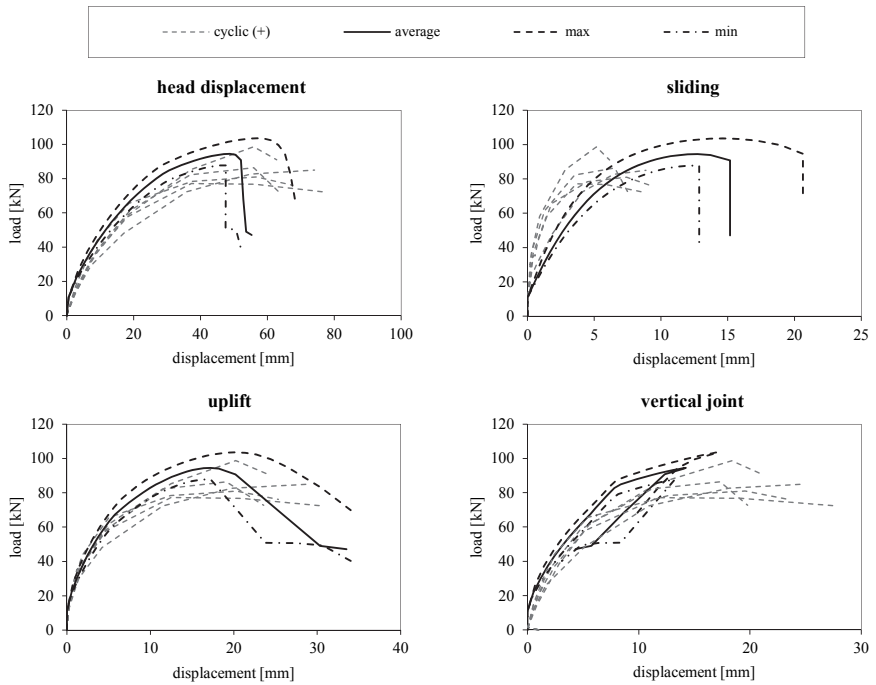 cyclic (+) average max min
head displacement
120
100
80
60
40
20
0
load [kN]
0 20 40 60 80 100
displacement [mm]
sliding
120
100
80
60
40
20
0
load [kN]
0 5 10 15 20 25
displacement [mm]
uplift
120
100
80
60
40
20
0
load [kN]
0 10 20 30 40
displacement [mm]
vertical joint
120
100
80
60
40
20
0
load [kN]
0 10 20 30
displacement [mm]